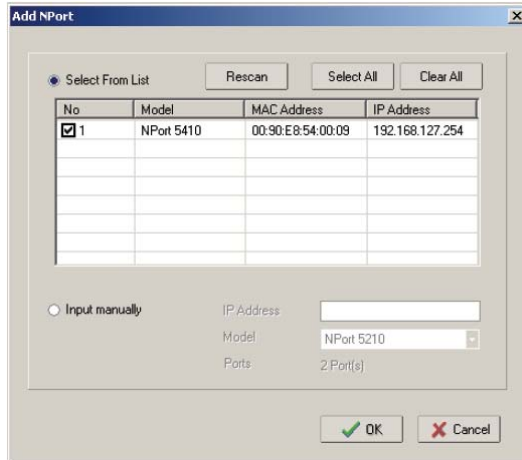 Add NPort
Select From List Rescan Select All Clear All
No Model MAC Address IP Address
1 NPort 5410 00:90:E8:54:00:09 192.168.127.254
Input manually IP Address
Model NPort 5210
Ports 2 Port(s)
OK Cancel